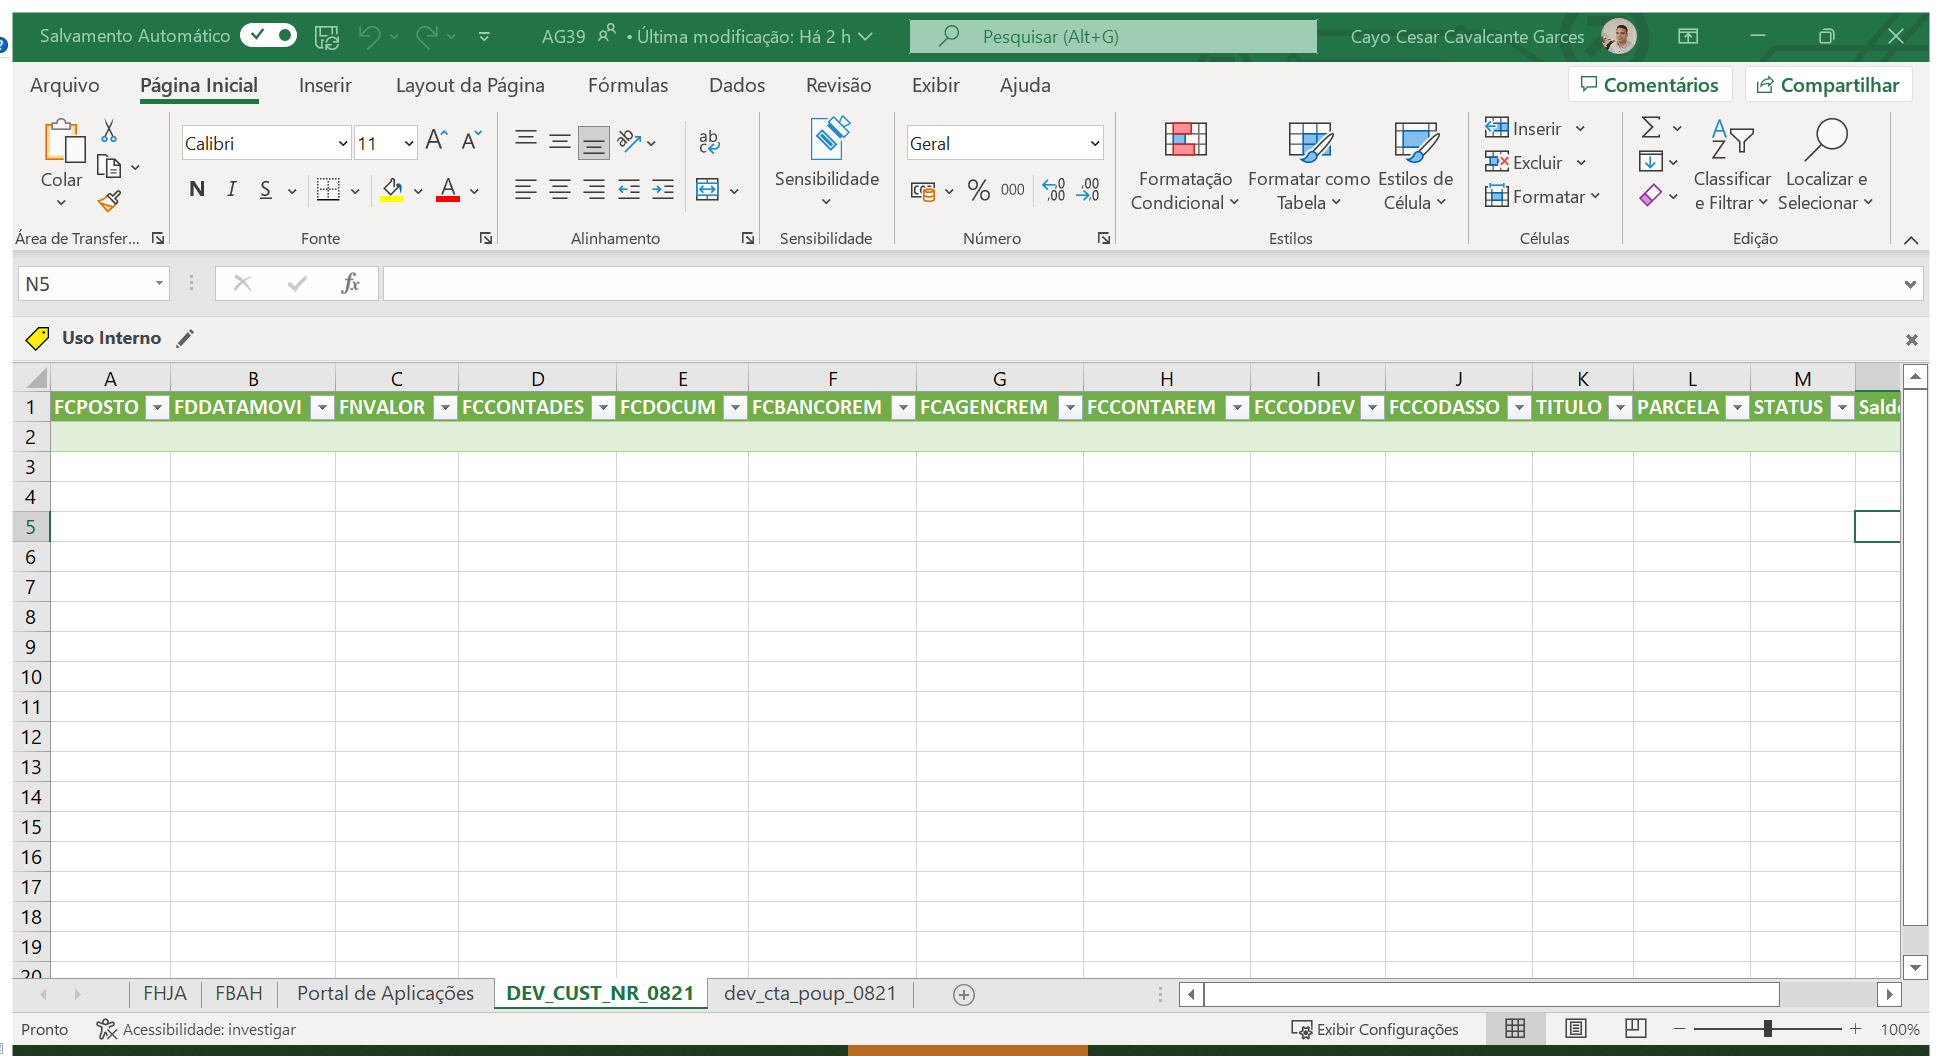 Salvamento Automático
AG39 • Última modificação: Há 2 h
Pesquisar (Alt+G)
Cayo Cesar Cavalcante Garces
Arquivo
Página Inicial
Inserir
Layout da Página
Fórmulas
Dados
Revisão
Exibir
Ajuda
Comentários
Compartilhar
Colar
Área de Transfer...
Calibri
11
A
A
N
I
S
A
Fonte
ab
c
Alinhamento
Sensibilidade
Sensibilidade
Geral
%
000
0
,00
,00
0
Número
Formatação
Condicional
Formatar como
Tabela
Estilos de
Célula
Estilos
Inserir
Excluir
Formatar
Células
Σ
A
Z
Classificar
e Filtrar
Localizar e
Selecionar
Edição
N5
fx
Uso Interno
A B C D E F G H I J K L M
1 FCPOSTO FDDATAMOVI FNVALOR FCCONTADES FCDOCUM FCBANCOREM FCAGENCREM FCCONTAREM FCCODDEV FCCODASSO TITULO PARCELA STATUS Sald
2
3
4
5
6
7
8
9
10
11
12
13
14
15
16
17
18
19
20
FHJA
FBAH
Portal de Aplicações
DEV_CUST_NR_0821
dev_cta_poup_0821
Pronto
Acessibilidade: investigar
Exibir Configurações
100%